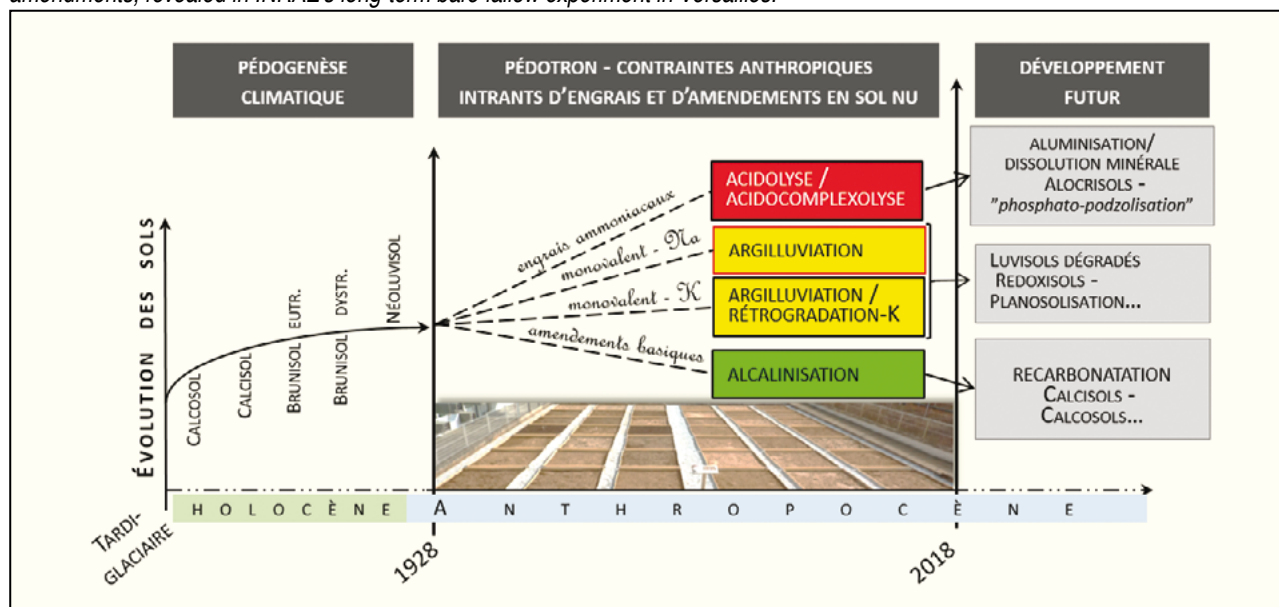 amendments, revealed in INRAE's long-term bare fallow experiment in Versailles.
PÉDOGENÈSE
CLIMATIQUE
PÉDOTRON - CONTRAINTES ANTHROPIQUES
INTRANTS D'ENGRAIS ET D'AMENDEMENTS EN SOL NU
DÉVELOPPEMENT
FUTUR
ÉVOLUTION DES SOLS
CALCOSOL
CALCISOL
BRUNISOL EUTR.
BRUNISOL DYSTR.
NÉOLUVISOL
engrais ammoniacaux
monovalent - Na
monovalent - K
amendements basiques
ACIDOLYSE /
ACIDOCOMPLEXOLYSE
ARGILLUVIATION
ARGILLUVIATION /
RÉTROGRADATION-K
ALCALINISATION
ALUMINISATION/
DISSOLUTION MINÉRALE
ALOCRISOLS -
"phosphato-podzolisation"
LUVISOLS DÉGRADÉS
REDOXISOLS -
PLANOSOLISATION...
RECARBONATATION
CALCISOLS -
CALCOSOLS...
HOLOCÈNE
ANTHROPOCÈNE
TARDI-
GLACIAIRE
1928
2018